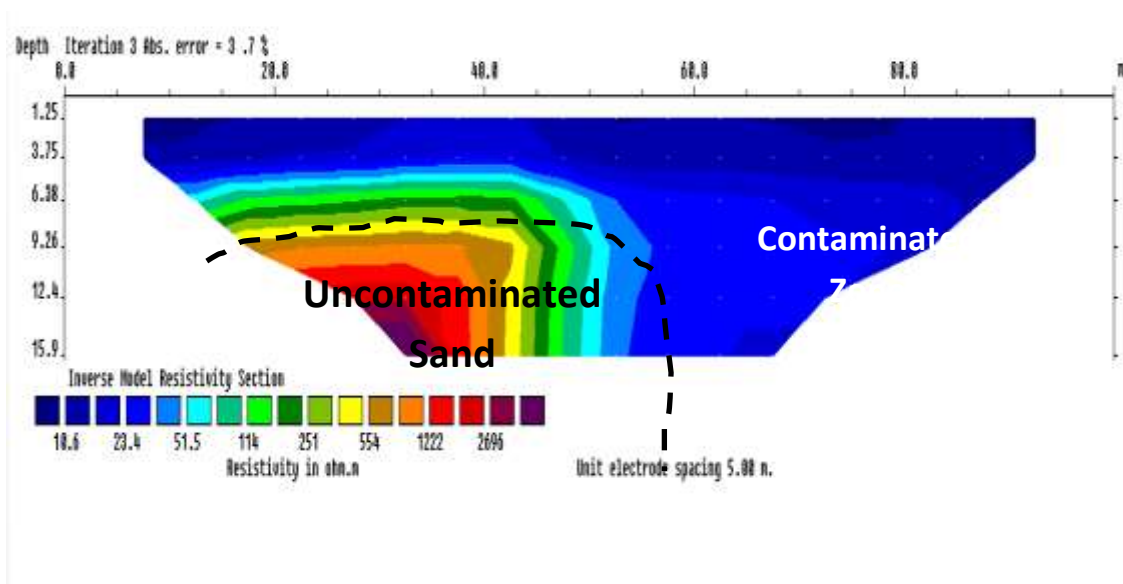 Depth Iteration 3 Abs. error = 3 .7 %
0.0 20.0 40.0 60.0 80.0 m
1.25
3.75
6.38
9.26
12.4
15.9
Contaminate
Z
Uncontaminated
Sand
Inverse Model Resistivity Section
10.6 23.4 51.5 114 251 554 1222 2696
Resistivity in ohm.m
Unit electrode spacing 5.00 m.